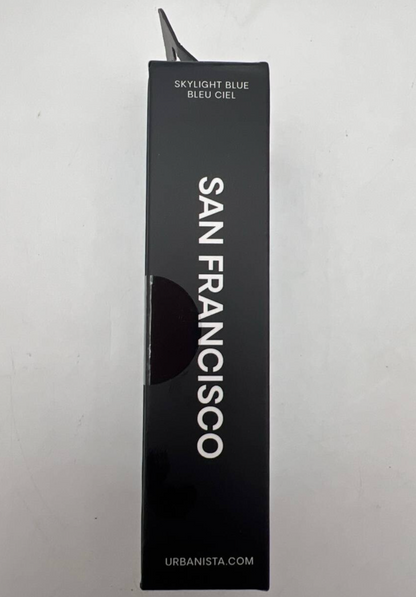 SKYLIGHT BLUE
BLEU CIEL
SAN FRANCISCO
URBANISTA.COM